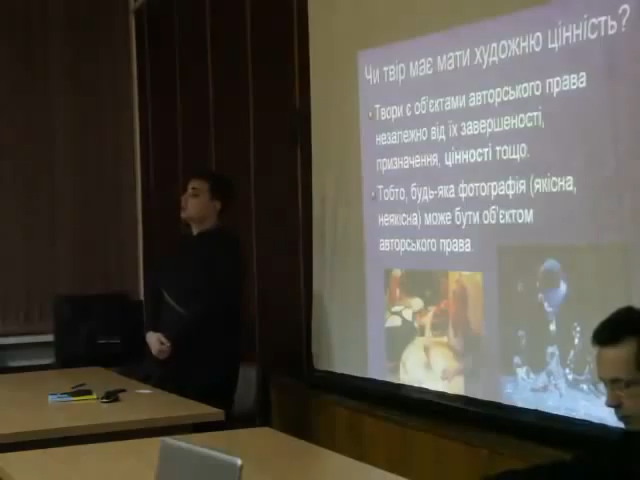 Чи твір має мати художню цінність?
Твори є об'єктами авторського права
незалежно від їх завершеності,
призначення, цінності тощо.
Тобто, будь-яка фотографія (якісна,
неякісна) може бути об'єктом
авторського права